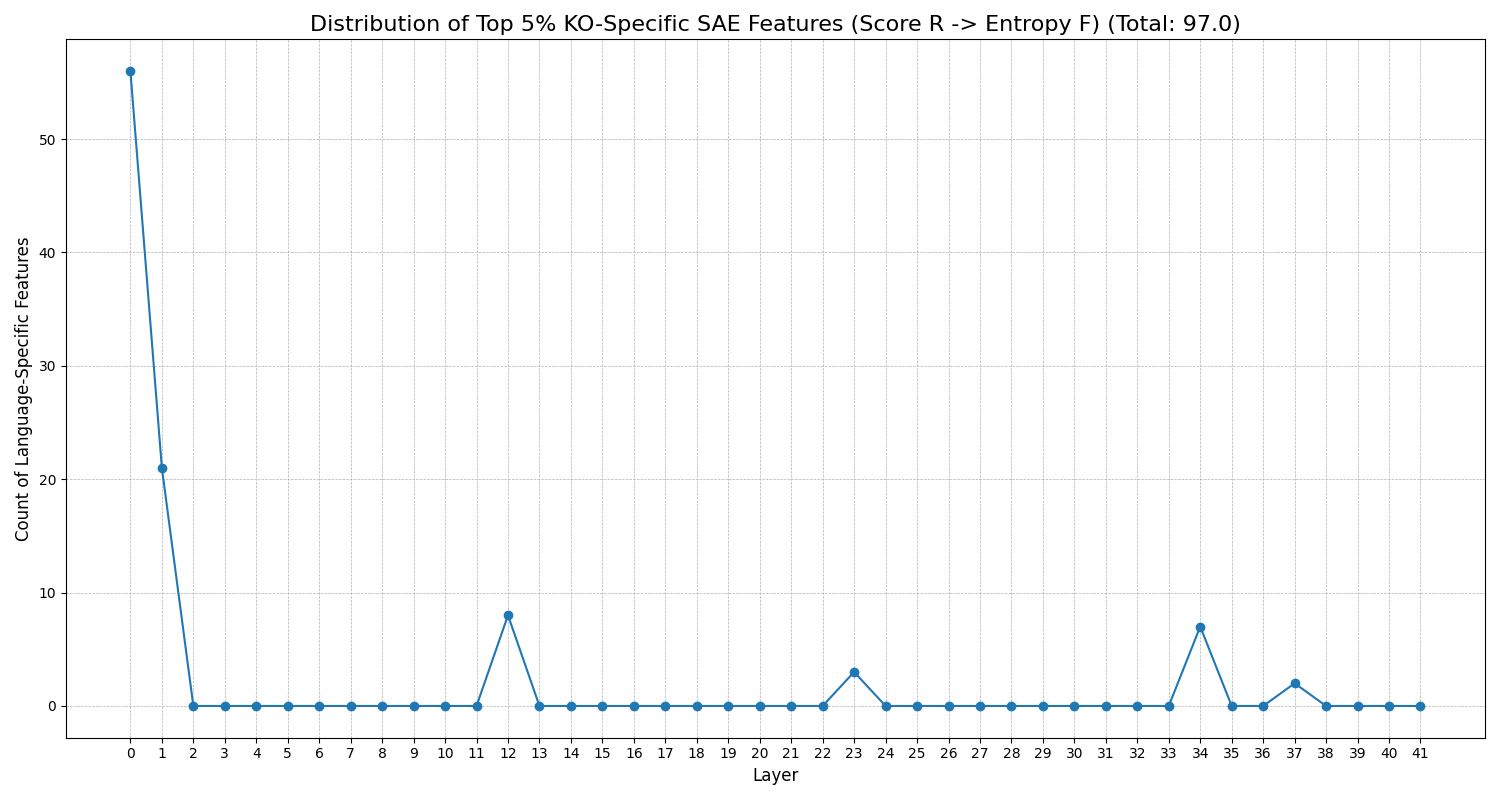 Distribution of Top 5% KO-Specific SAE Features (Score R -> Entropy F) (Total: 97.0)
Count of Language-Specific Features
50
40
30
20
10
0
0 1 2 3 4 5 6 7 8 9 10 11 12 13 14 15 16 17 18 19 20 21 22 23 24 25 26 27 28 29 30 31 32 33 34 35 36 37 38 39 40 41
Layer